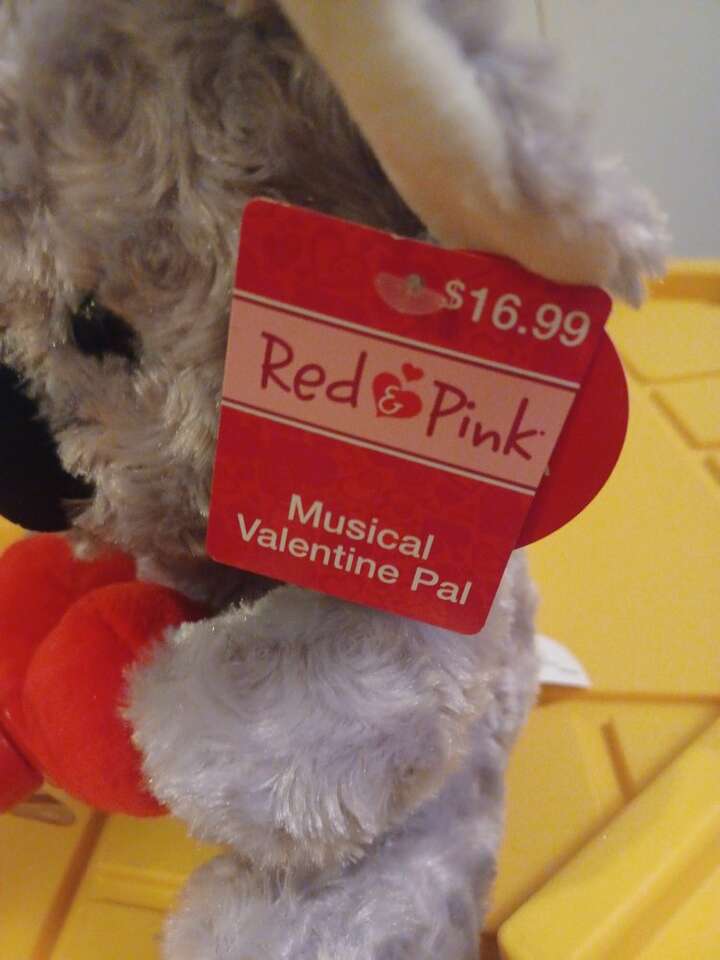 $16.99
Red & Pink
Musical
Valentine Pal